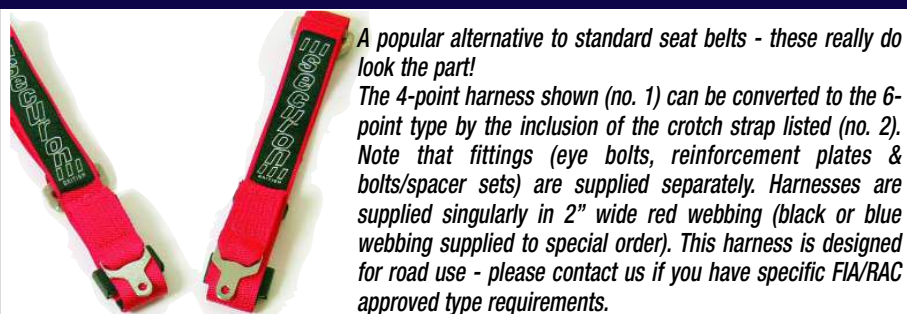 securon
BRITISH
securon
BRITISH
A popular alternative to standard seat belts - these really do
look the part!
The 4-point harness shown (no. 1) can be converted to the 6-
point type by the inclusion of the crotch strap listed (no. 2).
Note that fittings (eye bolts, reinforcement plates &
bolts/spacer sets) are supplied separately. Harnesses are
supplied singularly in 2” wide red webbing (black or blue
webbing supplied to special order). This harness is designed
for road use - please contact us if you have specific FIA/RAC
approved type requirements.